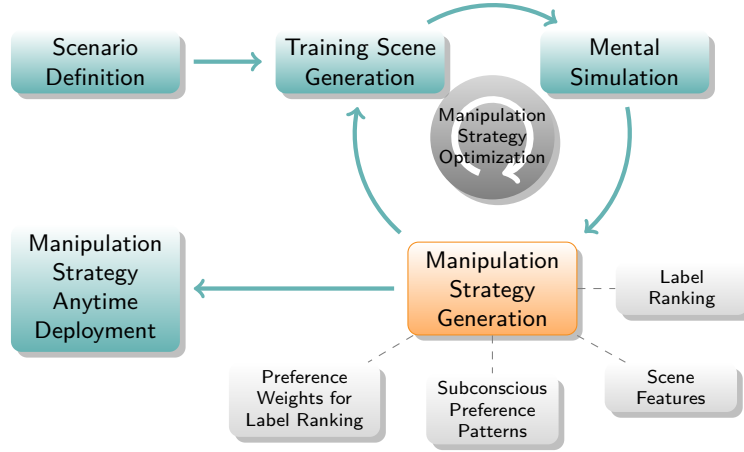 Scenario
Definition
Training Scene
Generation
Mental
Simulation
Manipulation
Strategy
Optimization
Manipulation
Strategy
Anytime
Deployment
Manipulation
Strategy
Generation
Label
Ranking
Preference
Weights for
Label Ranking
Subconscious
Preference
Patterns
Scene
Features